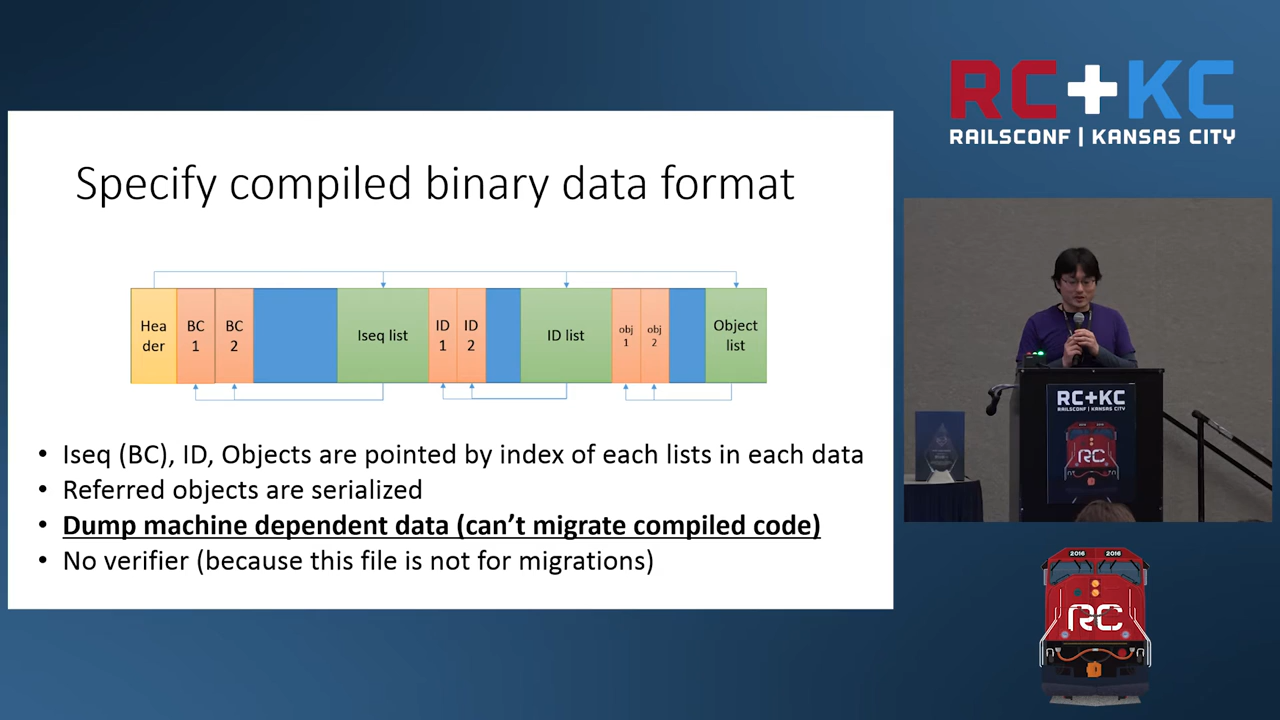 RC+KC
RAILSCONF | KANSAS CITY
Specify compiled binary data format
Hea
der
BC
1
BC
2
Iseq list
ID
1
ID
2
ID list
obj
1
obj
2
Object
list
• Iseq (BC), ID, Objects are pointed by index of each lists in each data
• Referred objects are serialized
• Dump machine dependent data (can’t migrate compiled code)
• No verifier (because this file is not for migrations)
RC+KC
RAILSCONF | KANSAS CITY
RC
2016 2016
RC